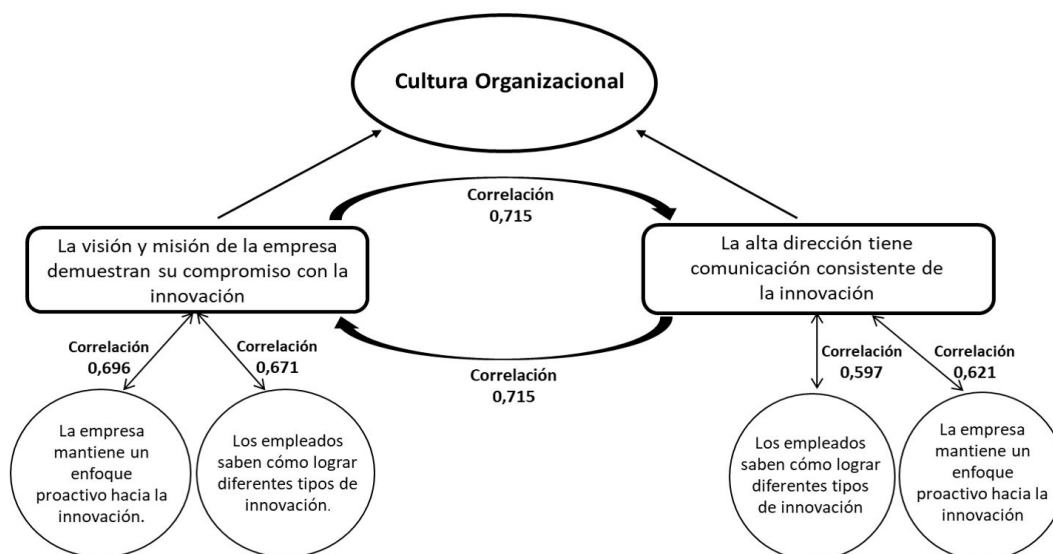 Cultura Organizacional
Correlación
0,715
La visión y misión de la empresa
demuestran su compromiso con la
innovación
La alta dirección tiene
comunicación consistente de
la innovación
Correlación
0,696
Correlación
0,671
Correlación
0,715
Correlación
0,597
Correlación
0,621
La empresa
mantiene un
enfoque
proactivo hacia la
innovación.
Los empleados
saben cómo lograr
diferentes tipos de
innovación.
Los empleados
saben cómo lograr
diferentes tipos
de innovación
La empresa
mantiene un
enfoque
proactivo hacia la
innovación